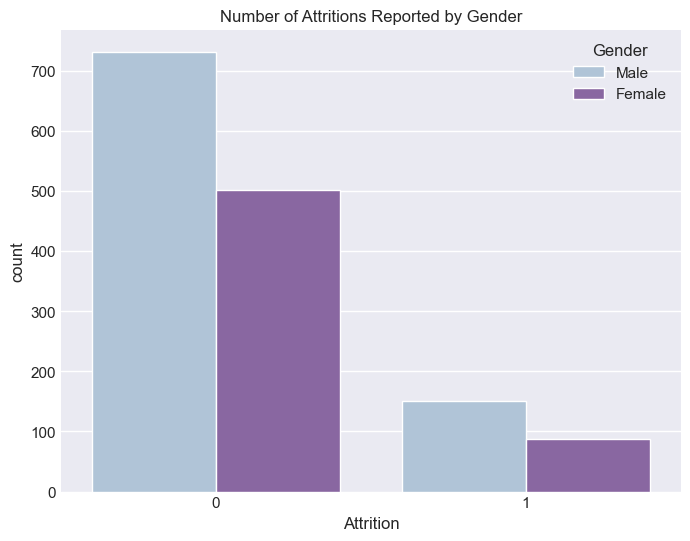 Number of Attritions Reported by Gender
Gender
Male
Female
700
600
500
400
300
200
100
0
count
0 1
Attrition